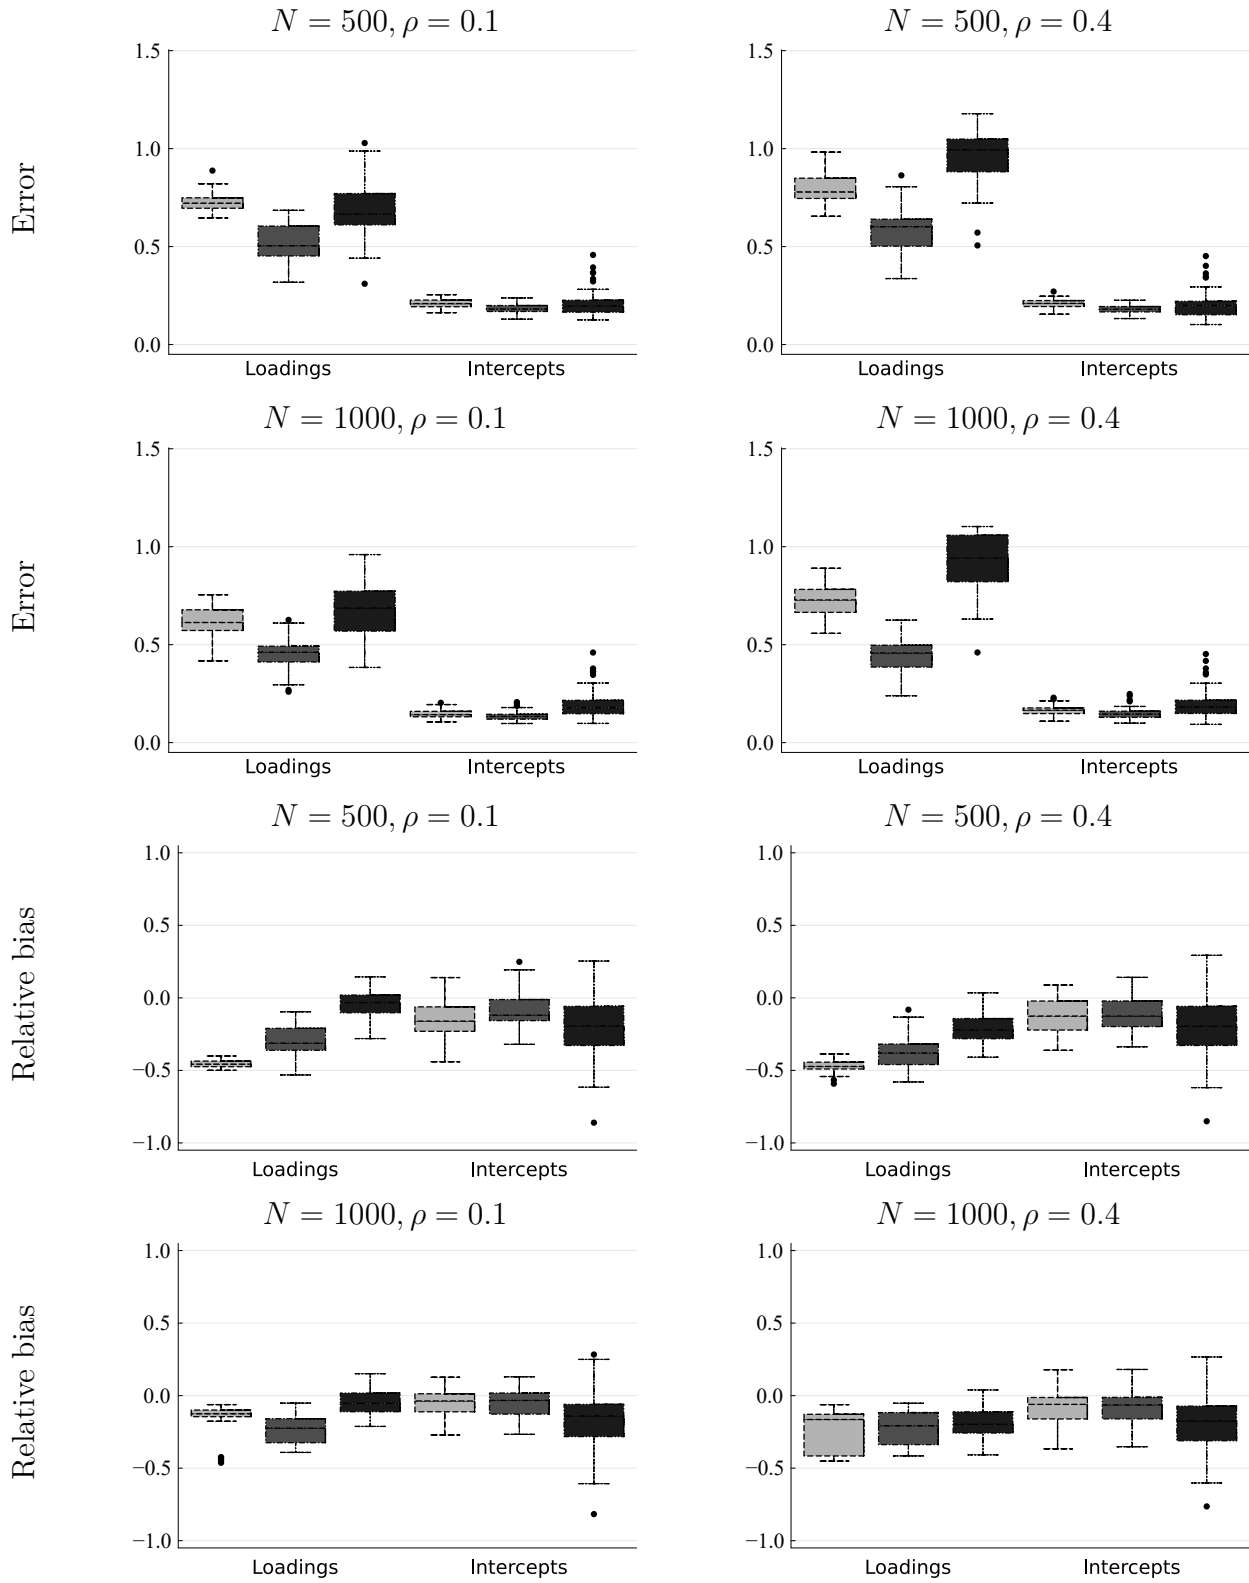 N = 500, ρ = 0.1
N = 500, ρ = 0.4
Error
1.5
1.0
0.5
0.0
Loadings
Intercepts
1.5
1.0
0.5
0.0
Loadings
Intercepts
N = 1000, ρ = 0.1
N = 1000, ρ = 0.4
Error
1.5
1.0
0.5
0.0
Loadings
Intercepts
1.5
1.0
0.5
0.0
Loadings
Intercepts
N = 500, ρ = 0.1
N = 500, ρ = 0.4
Relative bias
1.0
0.5
0.0
−0.5
−1.0
Loadings
Intercepts
1.0
0.5
0.0
−0.5
−1.0
Loadings
Intercepts
N = 1000, ρ = 0.1
N = 1000, ρ = 0.4
Relative bias
1.0
0.5
0.0
−0.5
−1.0
Loadings
Intercepts
1.0
0.5
0.0
−0.5
−1.0
Loadings
Intercepts